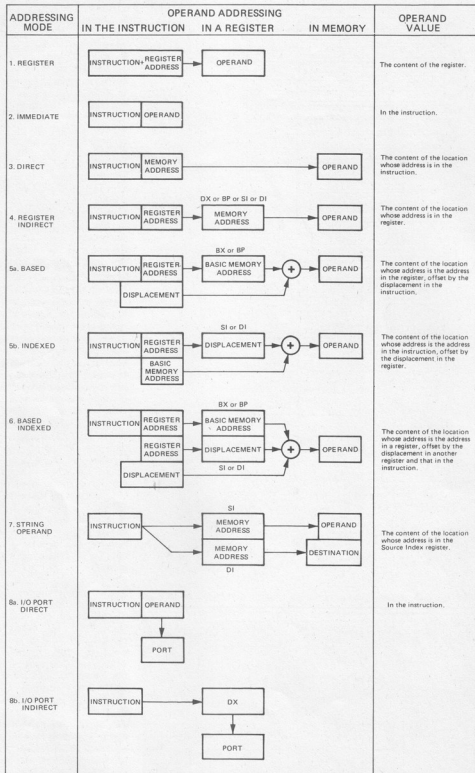 ADDRESSING MODE
OPERAND ADDRESSING
IN THE INSTRUCTION IN A REGISTER IN MEMORY
OPERAND VALUE
1. REGISTER
INSTRUCTION+ REGISTER ADDRESS
OPERAND
The content of the register.
2. IMMEDIATE
INSTRUCTION OPERAND
In the instruction.
3. DIRECT
INSTRUCTION MEMORY ADDRESS
OPERAND
The content of the location
whose address is in the
instruction.
4. REGISTER INDIRECT
INSTRUCTION REGISTER ADDRESS
DX or BP or SI or DI
MEMORY ADDRESS
OPERAND
The content of the location
whose address is in the
register.
5a. BASED
INSTRUCTION REGISTER ADDRESS
DISPLACEMENT
BX or BP
BASIC MEMORY ADDRESS
+
OPERAND
The content of the location
whose address is the address
in the register, offset by the
displacement in the
instruction.
5b. INDEXED
INSTRUCTION REGISTER ADDRESS
BASIC MEMORY ADDRESS
SI or DI
DISPLACEMENT
+
OPERAND
The content of the location
whose address is the address
in the instruction, offset by
the displacement in the
register.
6. BASED INDEXED
INSTRUCTION REGISTER ADDRESS
REGISTER ADDRESS
DISPLACEMENT
BX or BP
BASIC MEMORY ADDRESS
DISPLACEMENT
SI or DI
+
OPERAND
The content of the location
whose address is the address
in a register, offset by the
displacement in another
register and that in the
instruction.
7. STRING OPERAND
INSTRUCTION
SI
MEMORY ADDRESS
MEMORY ADDRESS
DI
OPERAND
DESTINATION
The content of the location
whose address is in the
Source Index register.
8a. I/O PORT DIRECT
INSTRUCTION OPERAND
PORT
In the instruction.
8b. I/O PORT INDIRECT
INSTRUCTION
DX
PORT